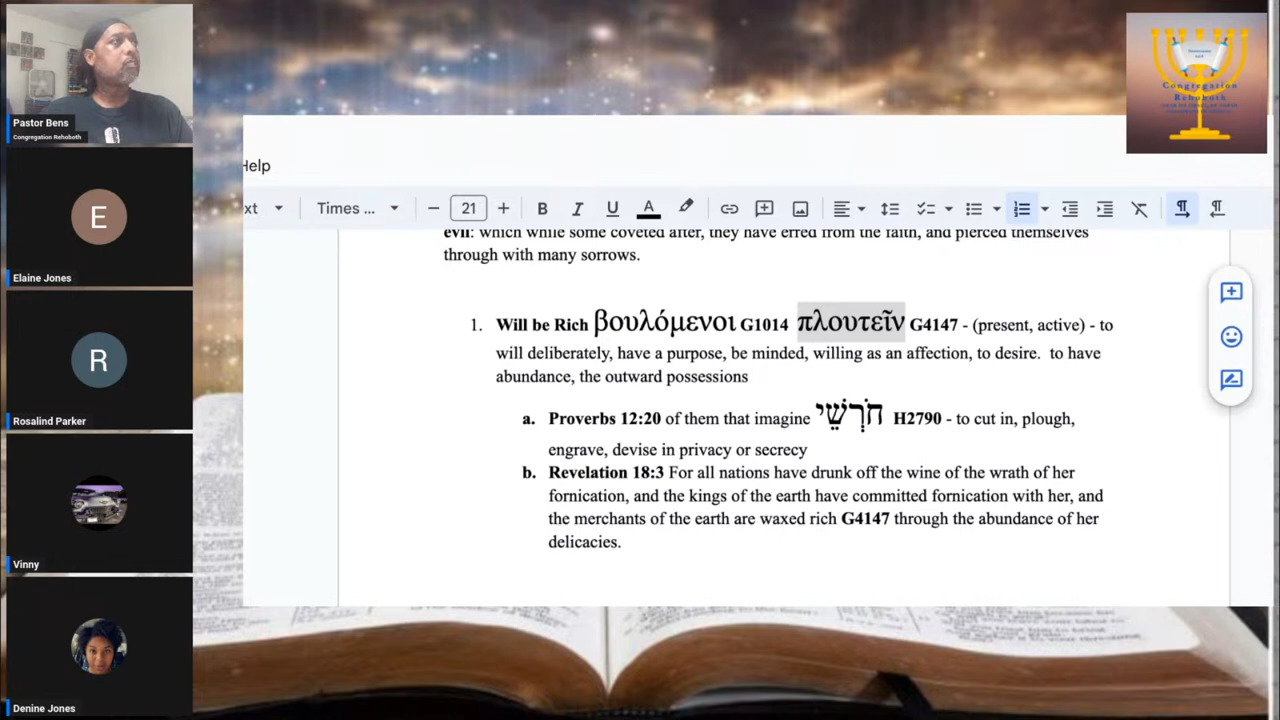 Pastor Bens
Congregation Rehoboth
E
Elaine Jones
R
Rosalind Parker
Vinny
Denine Jones
Congregation
Rehoboth
Help
xt
Times ...
− 21 +
B I U A
evil: which while some coveted after, they have erred from the faith, and pierced themselves
through with many sorrows.
1. Will be Rich βουλόμενοι G1014 πλουτεῖν G4147 - (present, active) - to
will deliberately, have a purpose, be minded, willing as an affection, to desire. to have
abundance, the outward possessions
a. Proverbs 12:20 of them that imagine חֹרְשֵׁי H2790 - to cut in, plough,
engrave, devise in privacy or secrecy
b. Revelation 18:3 For all nations have drunk off the wine of the wrath of her
fornication, and the kings of the earth have committed fornication with her, and
the merchants of the earth are waxed rich G4147 through the abundance of her
delicacies.